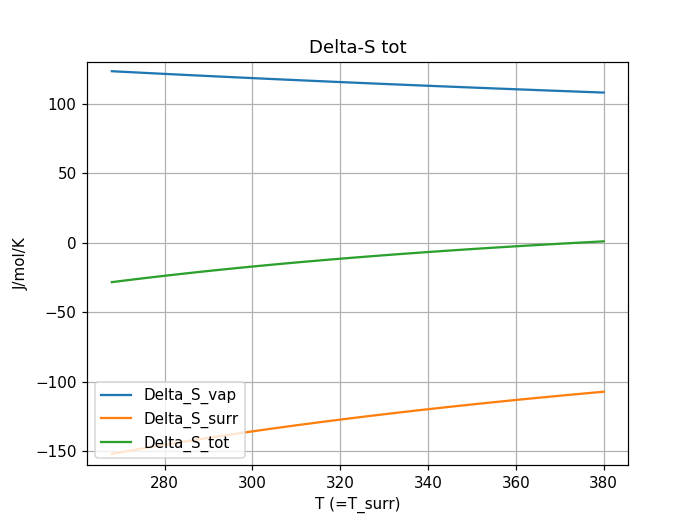 Delta-S tot
J/mol/K
100
50
0
−50
−100
−150
Delta_S_vap
Delta_S_surr
Delta_S_tot
280
300
320
340
360
380
T (=T_surr)